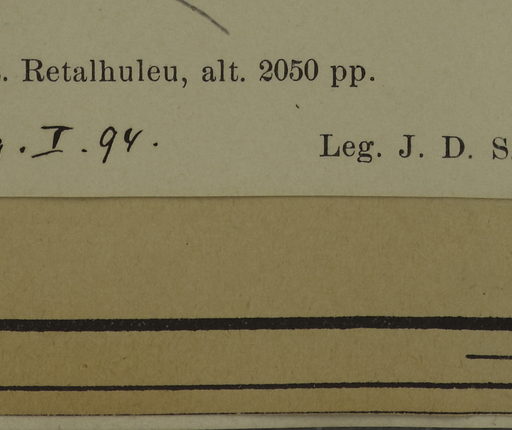 . Retalhuleu, alt. 2050 pp.
. I . 94 .
Leg. J. D. S